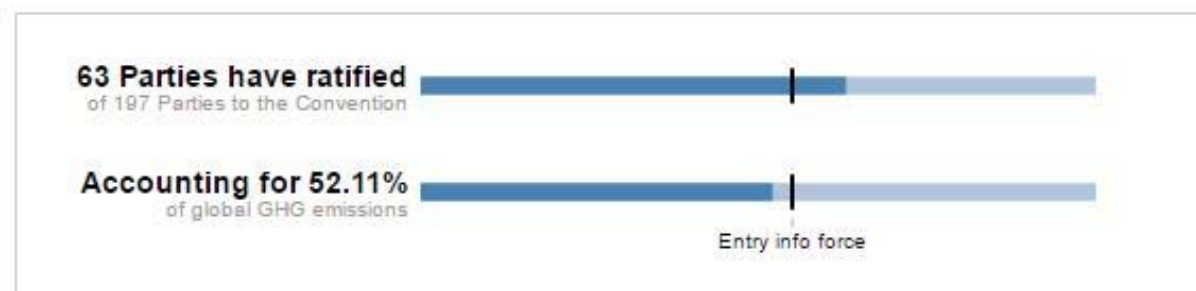 63 Parties have ratified
of 197 Parties to the Convention
Accounting for 52.11%
of global GHG emissions
Entry info force